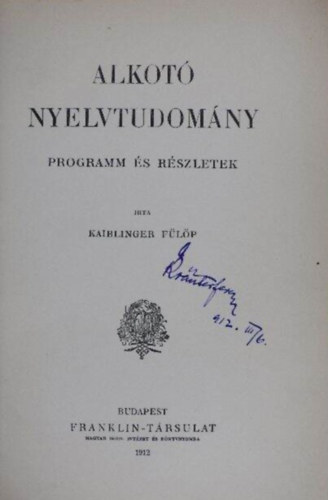 ALKOTÓ
NYELVTUDOMÁNY
PROGRAMM ÉS RÉSZLETEK
IRTA
KAIBLINGER FÜLÖP
912. III/6.
BUDAPEST
FRANKLIN-TÁRSULAT
MAGYAR IROD. INTÉZET ÉS KÖNYVNYOMDA
1912